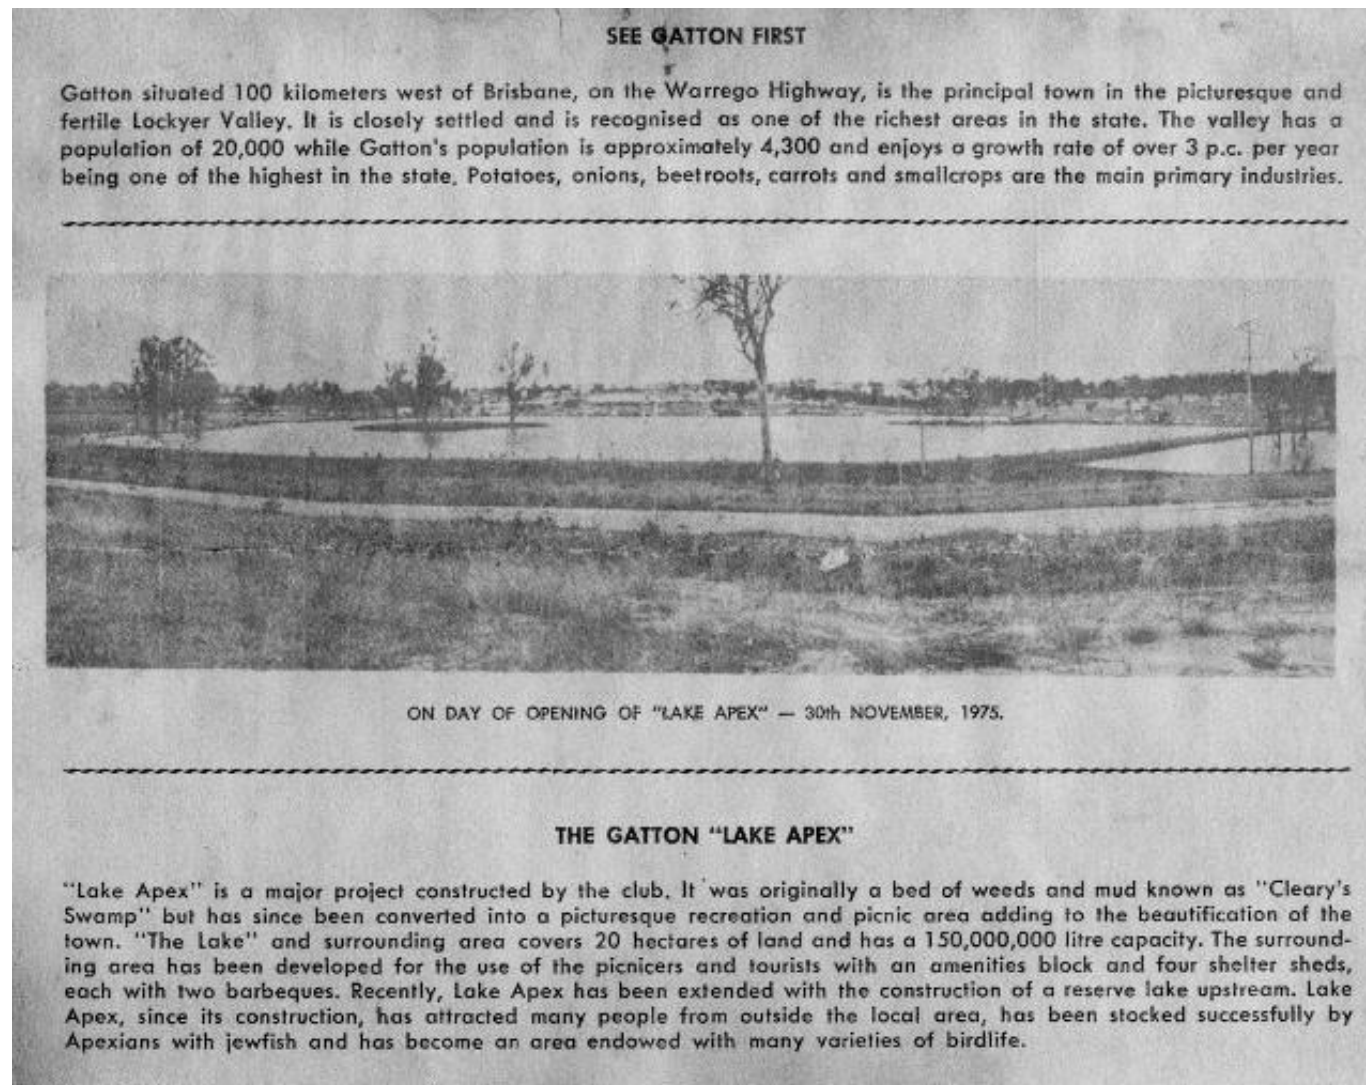 SEE GATTON FIRST
Gatton situated 100 kilometers west of Brisbane, on the Warrego Highway, is the principal town in the picturesque and
fertile Lockyer Valley. It is closely settled and is recognised as one of the richest areas in the state. The valley has a
population of 20,000 while Gatton's population is approximately 4,300 and enjoys a growth rate of over 3 p.c. per year
being one of the highest in the state. Potatoes, onions, beetroots, carrots and smallcrops are the main primary industries.
ON DAY OF OPENING OF "LAKE APEX" — 30th NOVEMBER, 1975.
THE GATTON "LAKE APEX"
"Lake Apex" is a major project constructed by the club. It was originally a bed of weeds and mud known as "Cleary's
Swamp" but has since been converted into a picturesque recreation and picnic area adding to the beautification of the
town. "The Lake" and surrounding area covers 20 hectares of land and has a 150,000,000 litre capacity. The surround-
ing area has been developed for the use of the picnicers and tourists with an amenities block and four shelter sheds,
each with two barbeques. Recently, Lake Apex has been extended with the construction of a reserve lake upstream. Lake
Apex, since its construction, has attracted many people from outside the local area, has been stocked successfully by
Apexians with jewfish and has become an area endowed with many varieties of birdlife.